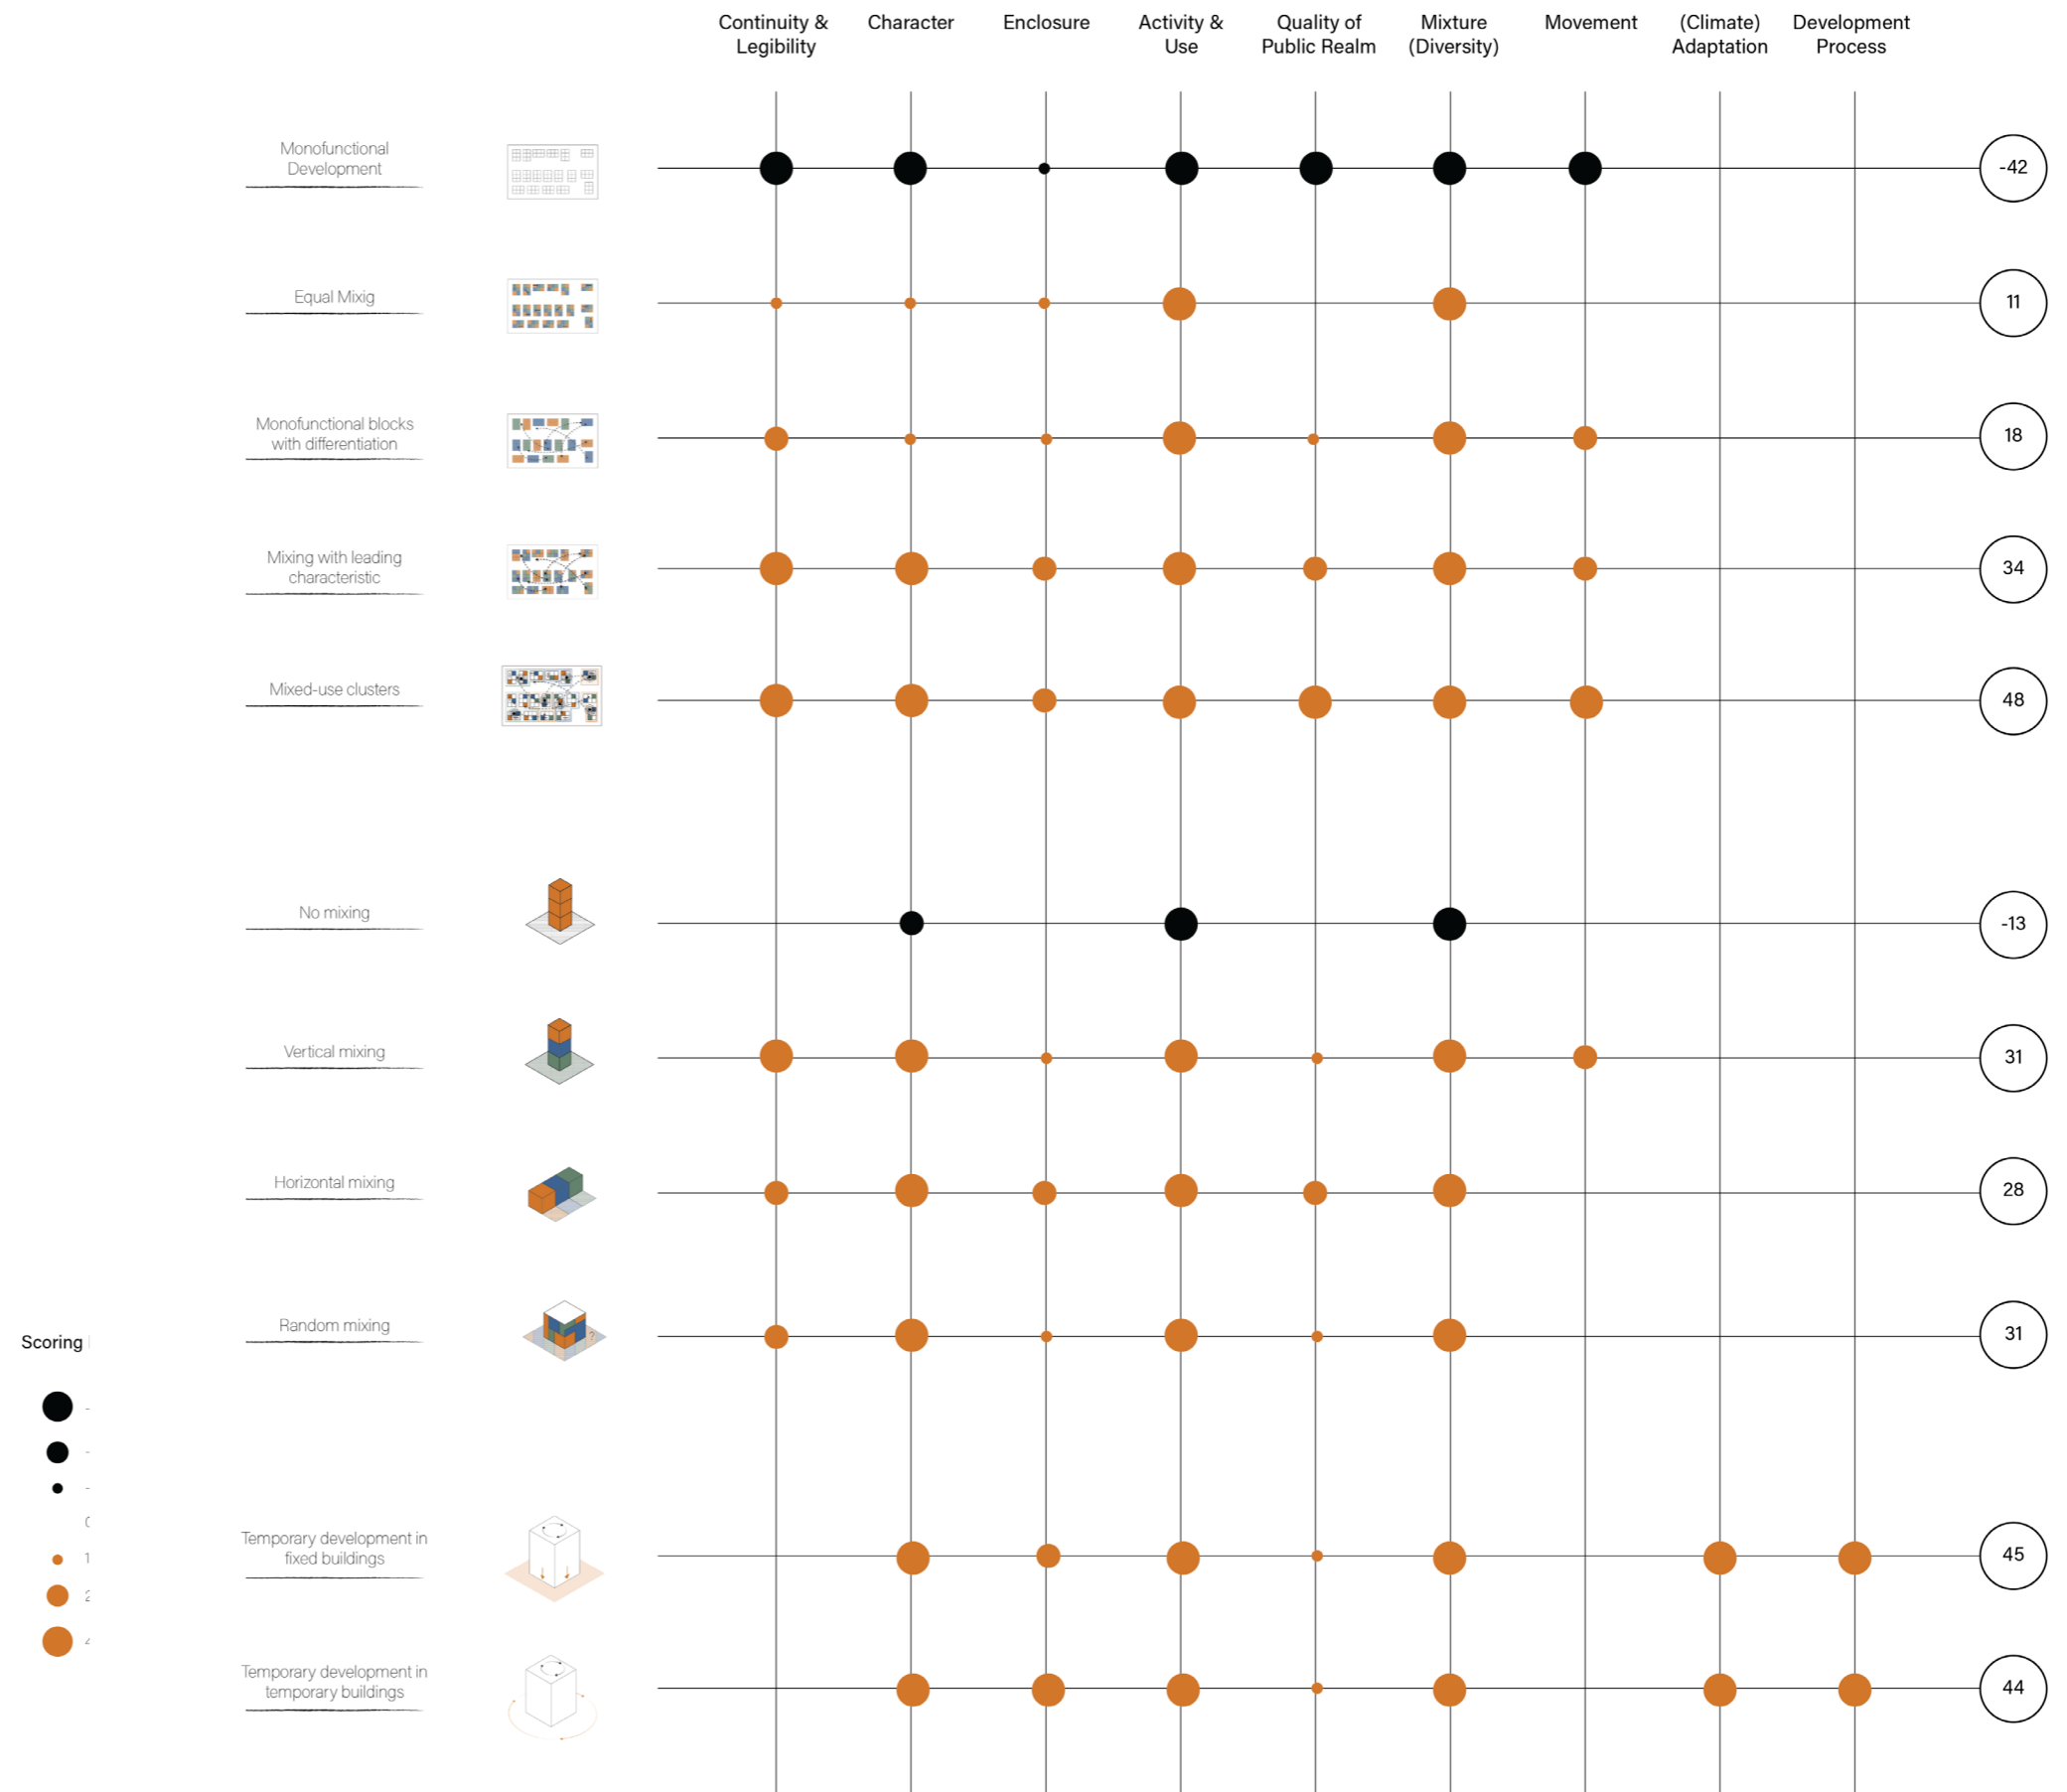 Continuity &
Legibility
Character
Enclosure
Activity &
Use
Quality of
Public Realm
Mixture
(Diversity)
Movement
(Climate)
Adaptation
Development
Process
Monofunctional
Development
-42
Equal Mixig
11
Monofunctional blocks
with differentiation
18
Mixing with leading
characteristic
34
Mixed-use clusters
48
No mixing
-13
Vertical mixing
31
Horizontal mixing
28
Random mixing
?
31
Scoring
-
-
-
1
Temporary development in
fixed buildings
45
Temporary development in
temporary buildings
44